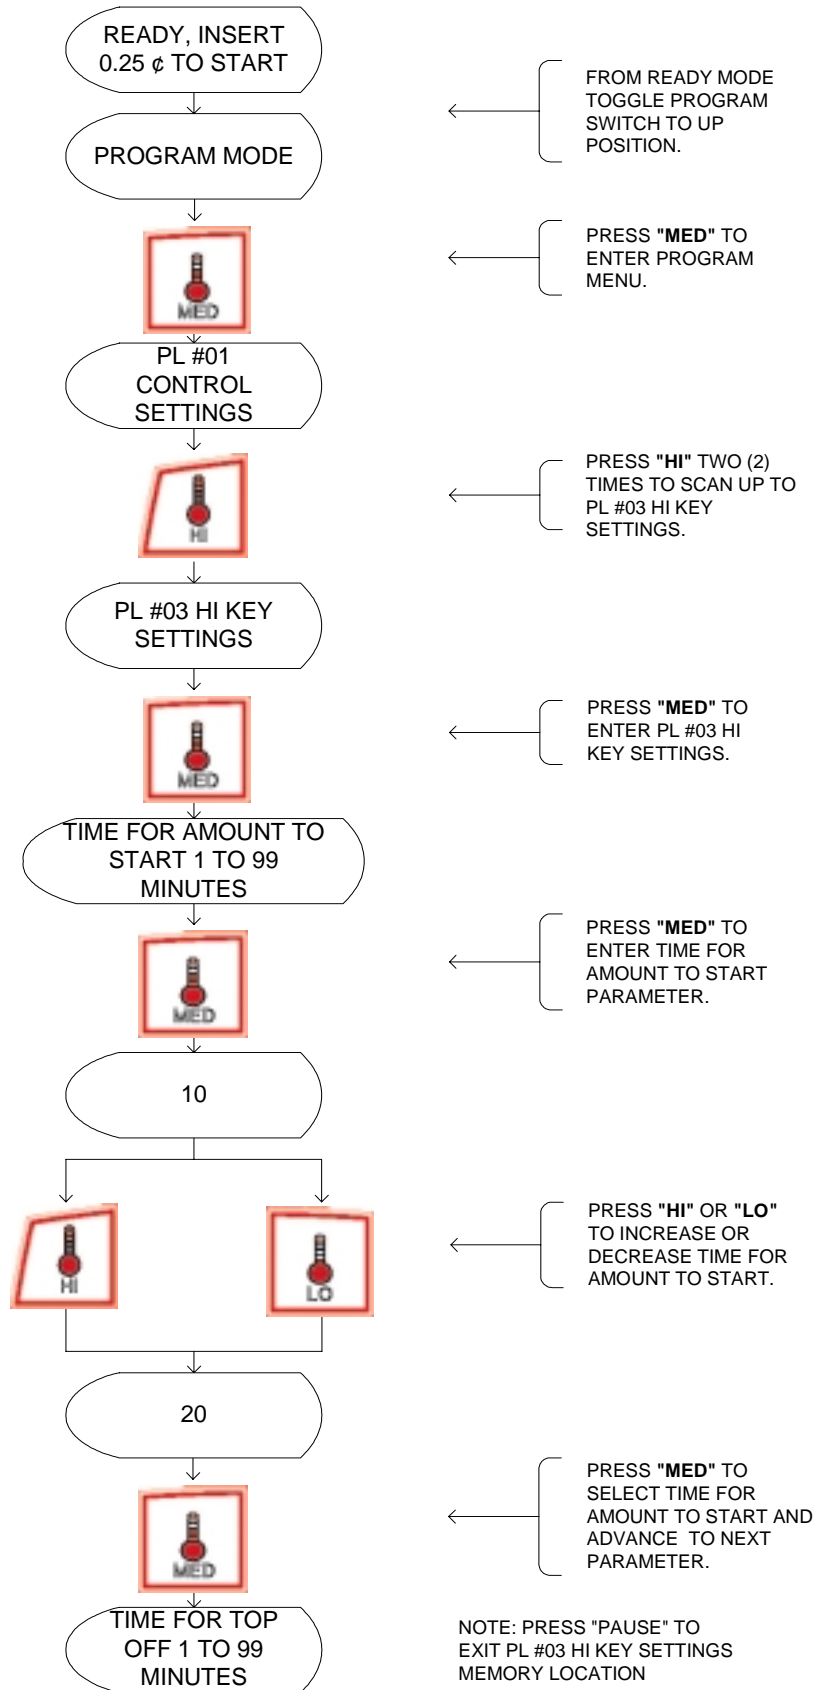 READY, INSERT
0.25 ¢ TO START
FROM READY MODE
TOGGLE PROGRAM
SWITCH TO UP
POSITION.
PROGRAM MODE
MED
PRESS "MED" TO
ENTER PROGRAM
MENU.
PL #01
CONTROL
SETTINGS
HI
PRESS "HI" TWO (2)
TIMES TO SCAN UP TO
PL #03 HI KEY
SETTINGS.
PL #03 HI KEY
SETTINGS
MED
PRESS "MED" TO
ENTER PL #03 HI
KEY SETTINGS.
TIME FOR AMOUNT TO
START 1 TO 99
MINUTES
MED
PRESS "MED" TO
ENTER TIME FOR
AMOUNT TO START
PARAMETER.
10
HI
LO
PRESS "HI" OR "LO"
TO INCREASE OR
DECREASE TIME FOR
AMOUNT TO START.
20
MED
PRESS "MED" TO
SELECT TIME FOR
AMOUNT TO START AND
ADVANCE  TO NEXT
PARAMETER.
TIME FOR TOP
OFF 1 TO 99
MINUTES
NOTE: PRESS "PAUSE" TO
EXIT PL #03 HI KEY SETTINGS
MEMORY LOCATION